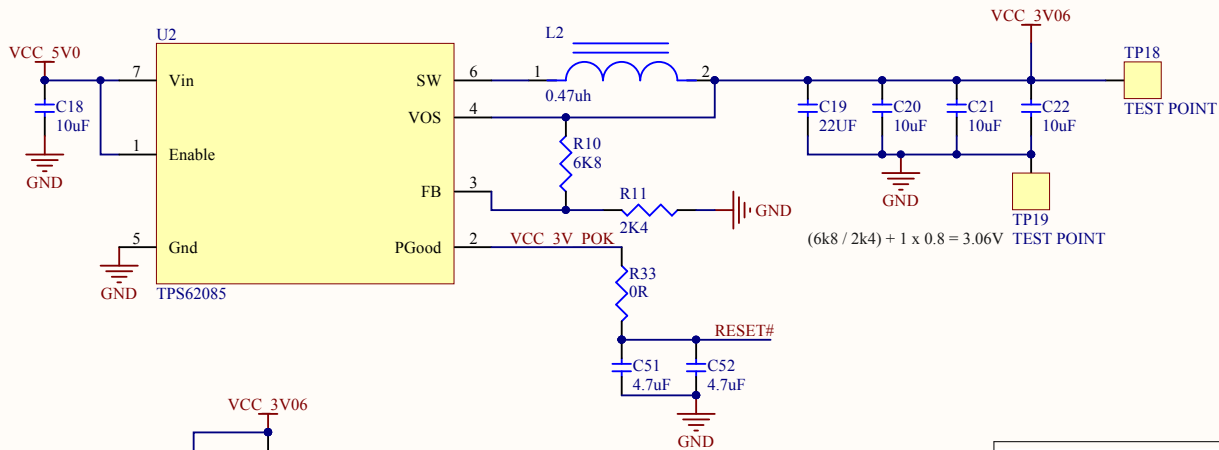 U2
VCC_5V0
7
Vin
C18
10uF
1
Enable
GND
5
Gnd
GND
TPS62085
SW
6
VOS
4
FB
3
PGood
2
L2
1
2
0.47uh
R10
6K8
R11
2K4
GND
VCC_3V_POK
R33
0R
RESET#
C51
4.7uF
C52
4.7uF
GND
VCC_3V06
TP18
TEST POINT
C19
22UF
C20
10uF
C21
10uF
C22
10uF
GND
TP19
TEST POINT
(6k8 / 2k4) + 1 x 0.8 = 3.06V
VCC_3V06